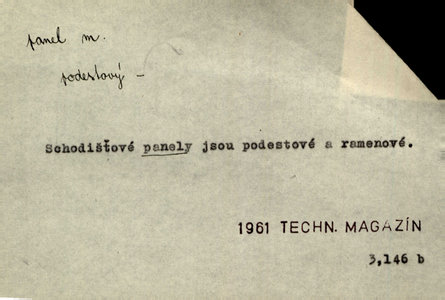 panel m.
podestový –
Schodišťové panely jsou podestové a ramenové.
1961 TECHN. MAGAZÍN
3,146 b